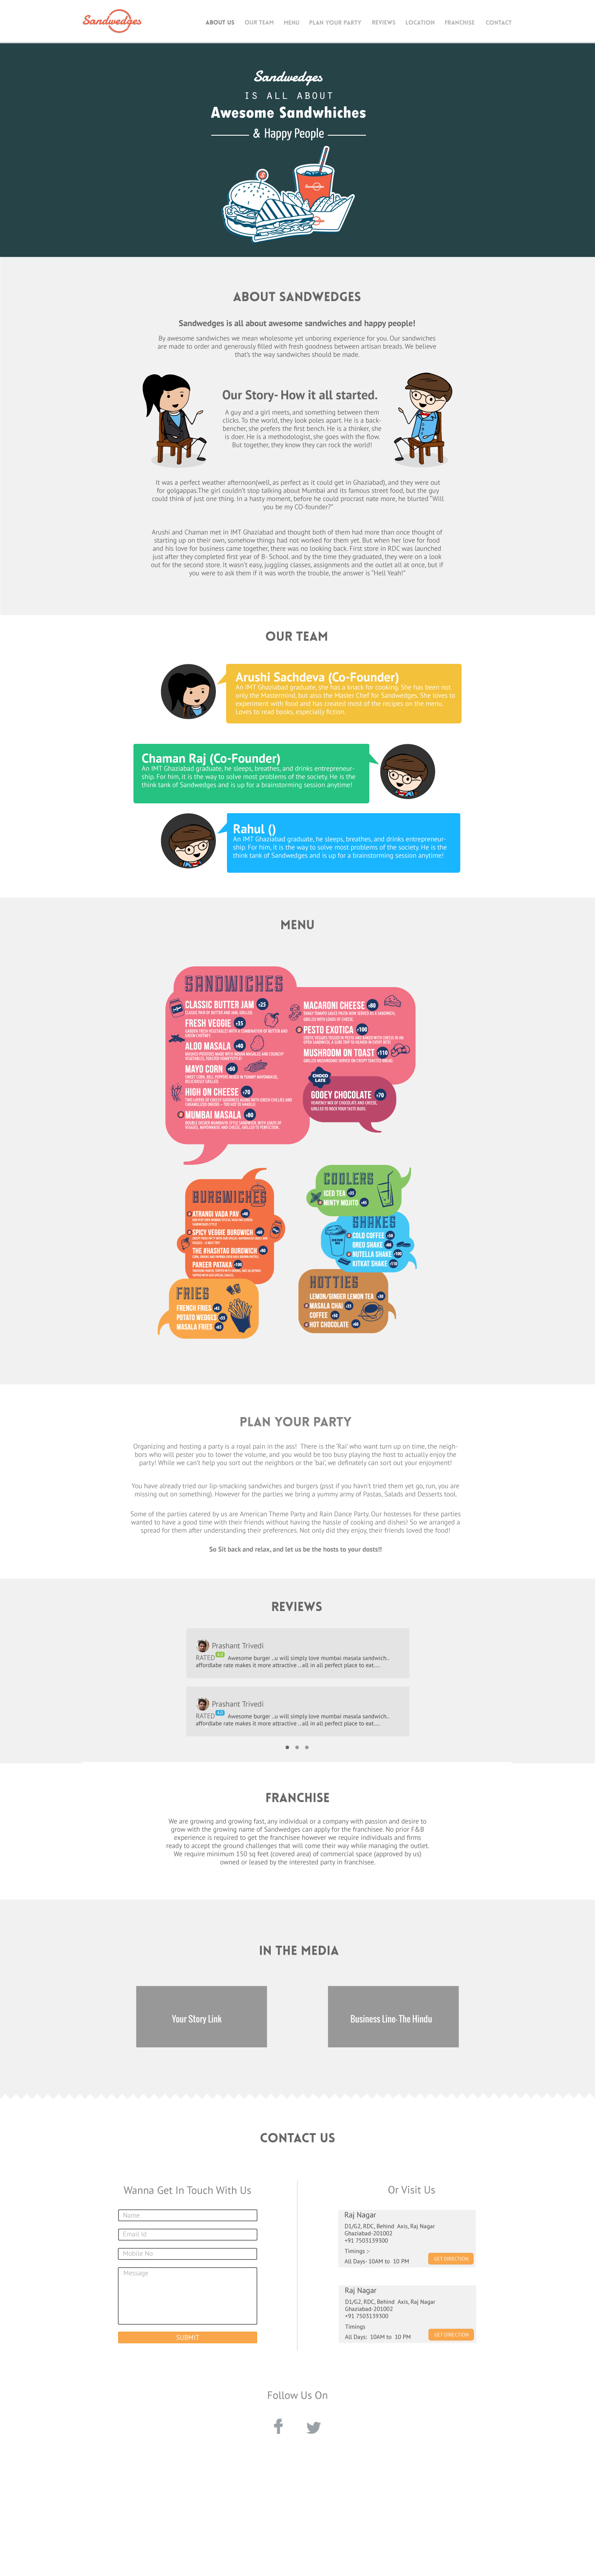 Sandwedges
ABOUT US OUR TEAM MENU PLAN YOUR PARTY REVIEWS LOCATION FRANCHISE CONTACT
Sandwedges
IS ALL ABOUT
Awesome Sandwhiches
& Happy People
Sandwedges
ABOUT SANDWEDGES
Sandwedges is all about awesome sandwiches and happy people!
By awesome sandwiches we mean wholesome yet unboring experience for you. Our sandwiches
are made to order and generously filled with fresh goodness between artisan breads. We believe
that's the way sandwiches should be made.
Our Story- How it all started.
A guy and a girl meets, and something between them
clicks. To the world, they look poles apart. He is a back-
bencher, she prefers the first bench. He is a thinker, she
is doer. He is a methodologist, she goes with the flow.
But together, they know they can rock the world!
It was a perfect weather afternoon(well, as perfect as it could get in Ghaziabad), and they were out
for golgappas.The girl couldn't stop talking about Mumbai and its famous street food, but the guy
could think of just one thing. In a hasty moment, before he could procrast nate more, he blurted "Will
you be my CO-founder?"
Arushi and Chaman met in IMT Ghaziabad and thought both of them had more than once thought of
starting up on their own, somehow things had not worked for them yet. But when her love for food
and his love for business came together, there was no looking back. First store in RDC was launched
just after they completed first year of B- School. and by the time they graduated, they were on a look
out for the second store. It wasn't easy, juggling classes, assignments and the outlet all at once, but if
you were to ask them if it was worth the trouble, the answer is "Hell Yeah!"
OUR TEAM
Arushi Sachdeva (Co-Founder)
An IMT Ghaziabad graduate, she has a knack for cooking. She has been not
only the Mastermind, but also the Master Chef for Sandwedges. She loves to
experiment with food and has created most of the recipes on the menu.
Loves to read books, especially fiction.
Chaman Raj (Co-Founder)
An IMT Ghaziabad graduate, he sleeps, breathes, and drinks entrepreneur-
ship. For him, it is the way to solve most problems of the society. He is the
think tank of Sandwedges and is up for a brainstorming session anytime!
Rahul ()
An IMT Ghaziabad graduate, he sleeps, breathes, and drinks entrepreneur-
ship. For him, it is the way to solve most problems of the society. He is the
think tank of Sandwedges and is up for a brainstorming session anytime!
MENU
SANDWICHES
CLASSIC BUTTER JAM 25
FRESH VEGGIE 35
ALOO MASALA 40
MAYO CORN 60
HIGH ON CHEESE 70
MUMBAI MASALA 80
MACARONI CHEESE 80
PESTO EXOTICA 100
MUSHROOM ON TOAST 110
CHOCO
LATE
GOOEY CHOCOLATE 70
HEAVENLY MIX OF CHOCOLATE AND CHEESE,
GRILLED TO ROCK YOUR TASTE BUDS.
BURGWICHES
ATRANGI VADA PAV
SPICY VEGGIE BURGWICH
THE #HASHTAG BURGWICH
PANEER PATAKA
FRIES
FRENCH FRIES
POTATO WEDGES
MASALA FRIES
COOLERS
ICED TEA
MINTY MOJITO
SHAKES
COLD COFFEE
OREO SHAKE
NUTELLA SHAKE
KITKAT SHAKE
HOTTIES
LEMON/GINGER LEMON TEA
MASALA CHAI
COFFEE
HOT CHOCOLATE
PLAN YOUR PARTY
Organizing and hosting a party is a royal pain in the ass! There is the 'Rai' who want turn up on time, the neigh-
bors who will pester you to lower the volume, and you would be too busy playing the host to actually enjoy the
party! While we can't help you sort out the neighbors or the 'bai', we definately can sort out your enjoyment!
You have already tried our lip-smacking sandwiches and burgers (psst if you havn't tried them yet go, run, you are
missing out on something). However for the parties we bring a yummy army of Pastas, Salads and Desserts tool.
Some of the parties catered by us are American Theme Party and Rain Dance Party. Our hostesses for these parties
wanted to have a good time with their friends without having the hassle of cooking and dishes! So we arranged a
spread for them after understanding their preferences. Not only did they enjoy, their friends loved the food!
So Sit back and relax, and let us be the hosts to your dosts!!
REVIEWS
Prashant Trivedi
RATED Awesome burger ..u will simply love mumbai masala sandwich..
affordlabe rate makes it more attractive .. all in all perfect place to eat....
Prashant Trivedi
RATED Awesome burger ..u will simply love mumbai masala sandwich..
affordlabe rate makes it more attractive .. all in all perfect place to eat....
FRANCHISE
We are growing and growing fast, any individual or a company with passion and desire to
grow with the growing name of Sandwedges can apply for the franchisee. No prior F&B
experience is required to get the franchisee however we require individuals and firms
ready to accept the ground challenges that will come their way while managing the outlet.
We require minimum 150 sq feet (covered area) of commercial space (approved by us)
owned or leased by the interested party in franchisee.
IN THE MEDIA
Your Story Link
Business Line-The Hindu
CONTACT US
Wanna Get In Touch With Us
Name
Email Id
Mobile No
Message
SUBMIT
Or Visit Us
Raj Nagar
D1/G2, RDC, Behind Axis, Raj Nagar
Ghaziabad-201002
+91 7503139300
Timings :-
All Days- 10AM to 10 PM
GET DIRECTION
Raj Nagar
D1/G2, RDC, Behind Axis, Raj Nagar
Ghaziabad-201002
+91 7503139300
Timings
All Days: 10AM to 10 PM
GET DIRECTION
Follow Us On